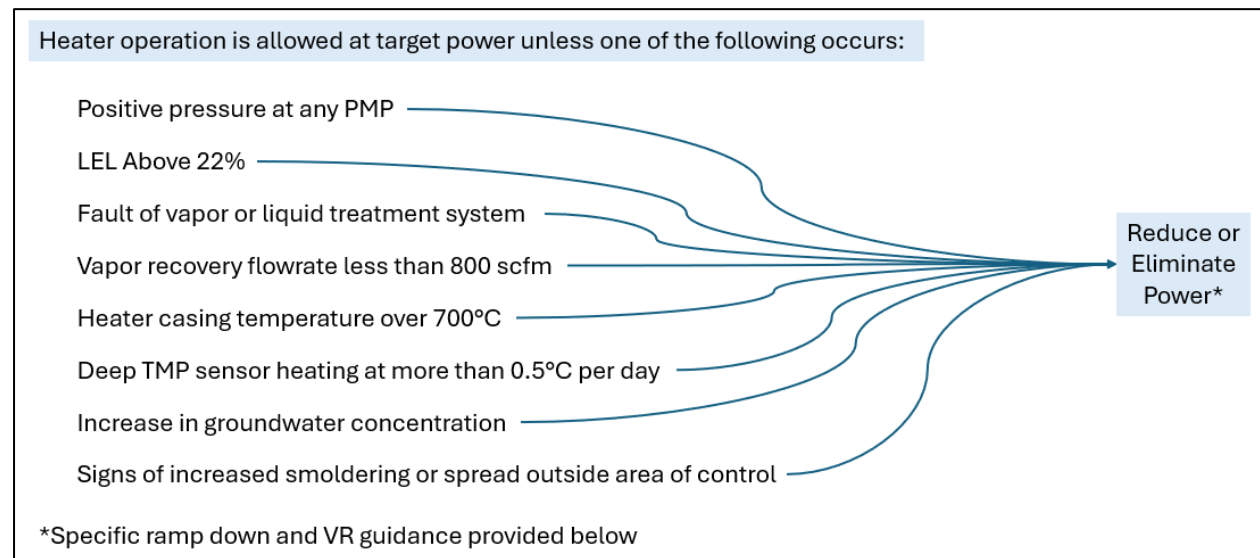 Heater operation is allowed at target power unless one of the following occurs:
Positive pressure at any PMP
LEL Above 22%
Fault of vapor or liquid treatment system
Vapor recovery flowrate less than 800 scfm
Heater casing temperature over 700°C
Deep TMP sensor heating at more than 0.5°C per day
Increase in groundwater concentration
Signs of increased smoldering or spread outside area of control
Reduce or
Eliminate
Power*
*Specific ramp down and VR guidance provided below